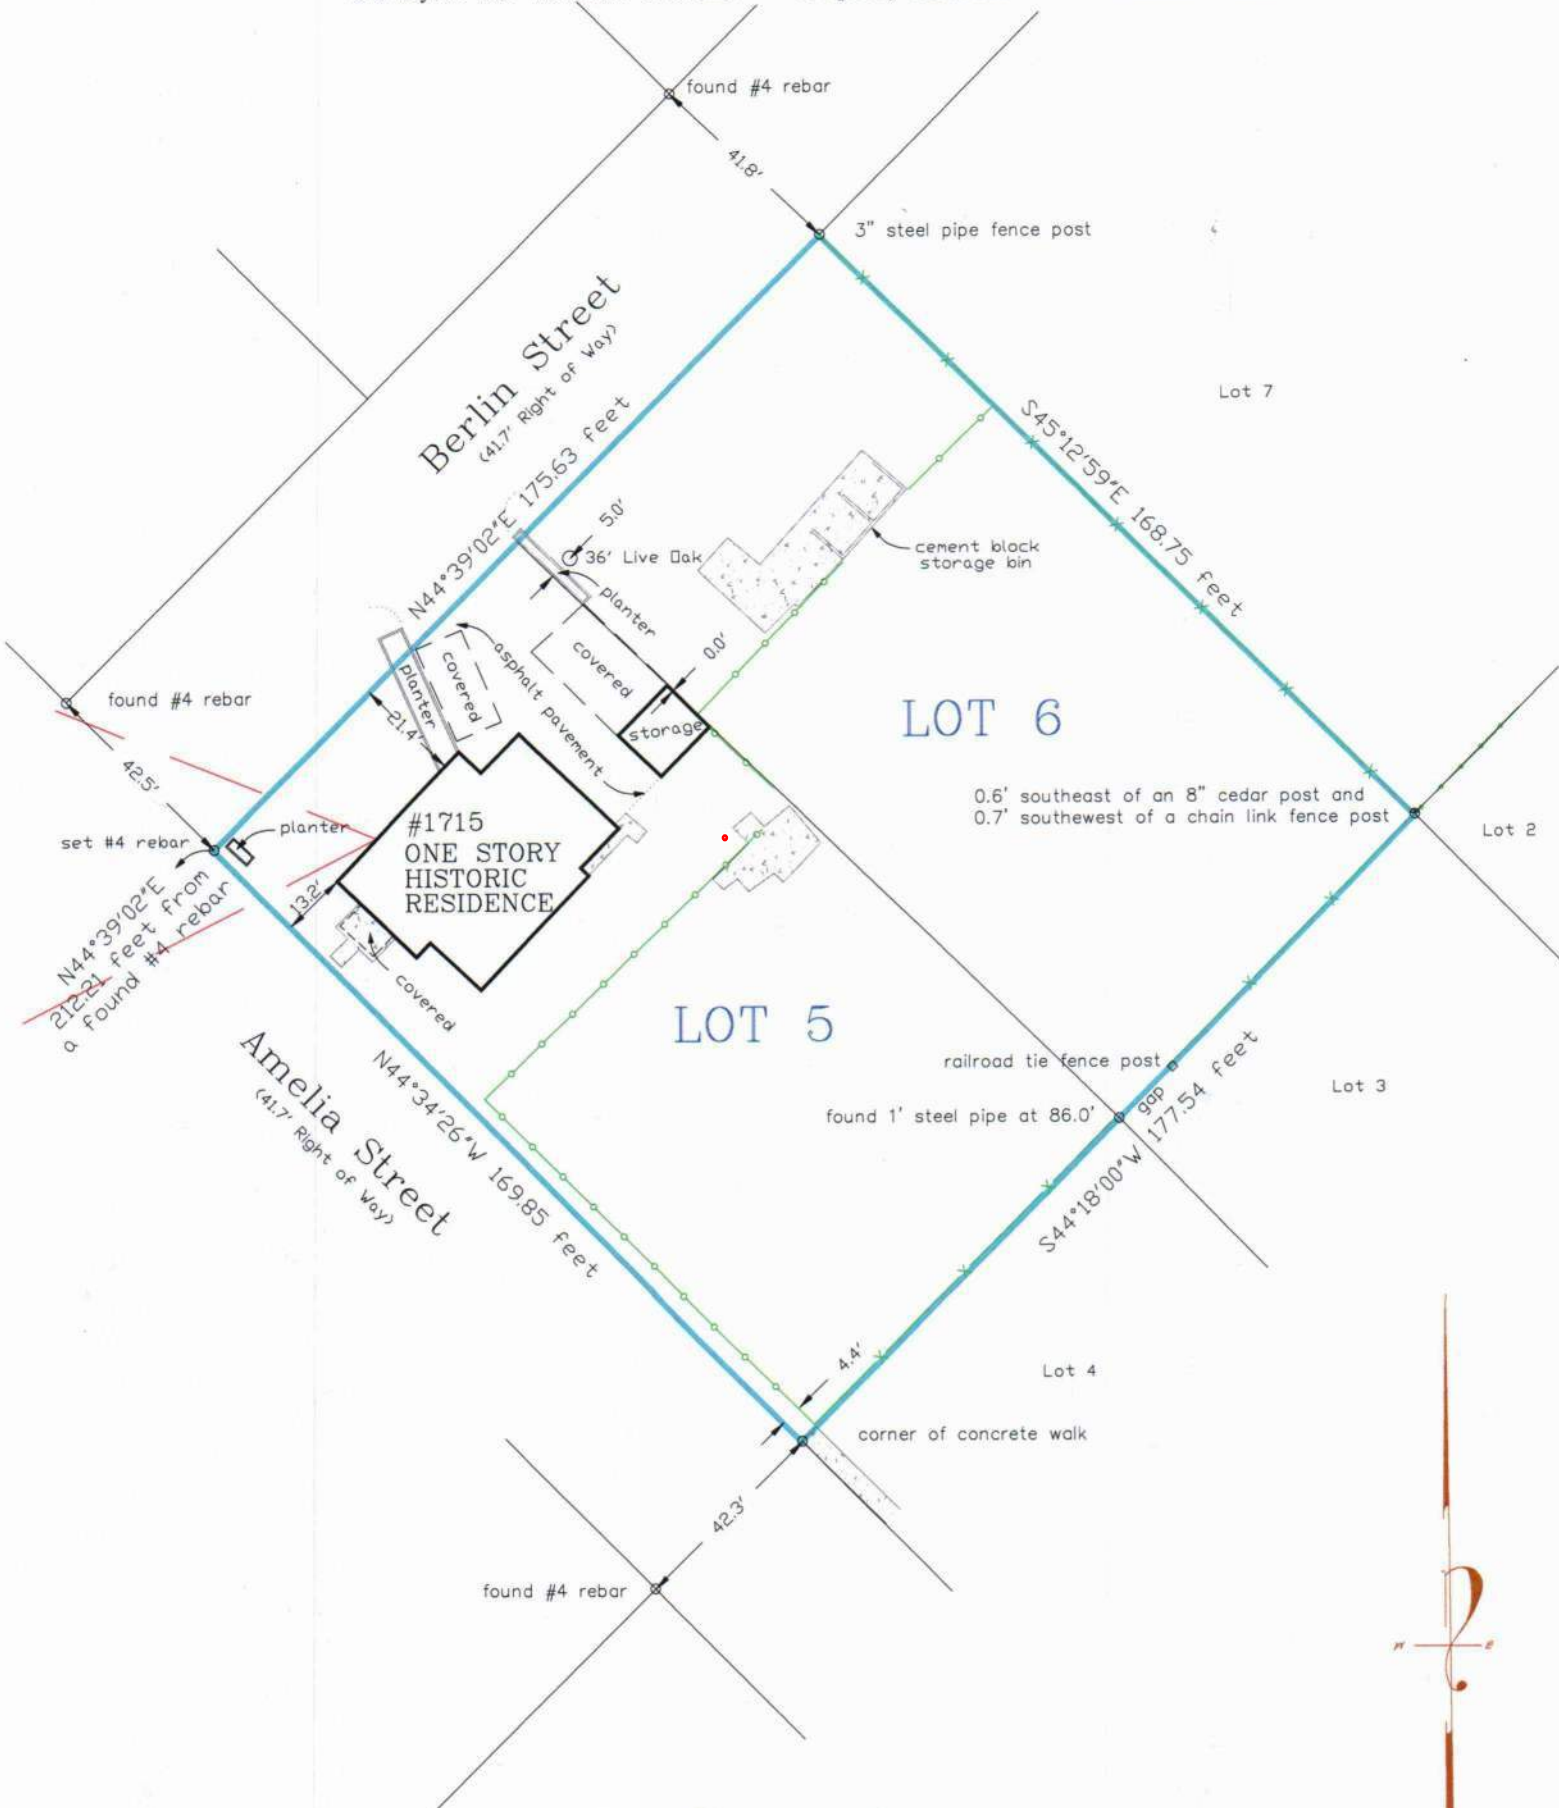 found #4 rebar
41.8'
3" steel pipe fence post
Berlin Street
(41.7' Right of Way)
N44°39'02"E 175.63 feet
Lot 7
S45°12'59"E 168.75 feet
5.0'
36' Live Oak
cement block
storage bin
planter
covered
0.0'
asphalt pavement
covered
planter
storage
found #4 rebar
21.4'
42.5'
LOT 6
0.6' southeast of an 8" cedar post and
0.7' southewest of a chain link fence post
Lot 2
planter
set #4 rebar
#1715
ONE STORY
HISTORIC
RESIDENCE
13.2'
N44°39'02"E
212.21 feet from
a found #4 rebar
covered
LOT 5
Amelia Street
(41.7' Right of Way)
N44°34'26"W 169.85 feet
railroad tie fence post
gap
found 1' steel pipe at 86.0'
S44°18'00"W 177.54 feet
Lot 3
4.4'
Lot 4
corner of concrete walk
42.3'
found #4 rebar
W
E